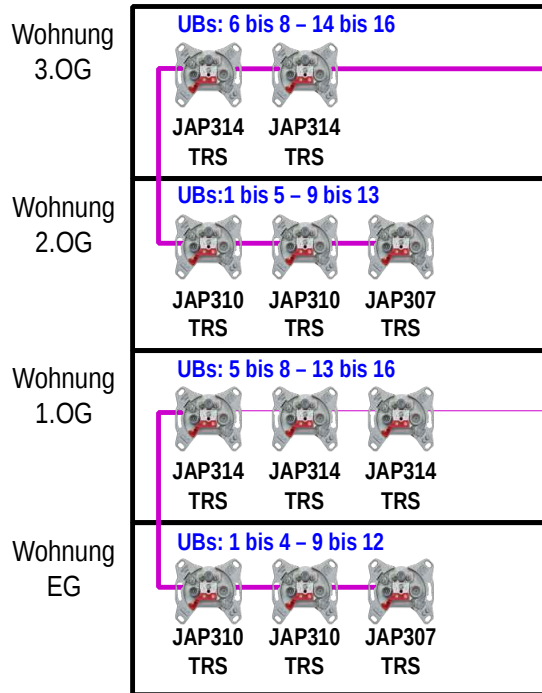 Wohnung
3.OG
UBs: 6 bis 8 – 14 bis 16
JAP314
TRS
JAP314
TRS
Wohnung
2.OG
UBs:1 bis 5 – 9 bis 13
JAP310
TRS
JAP310
TRS
JAP307
TRS
Wohnung
1.OG
UBs: 5 bis 8 – 13 bis 16
JAP314
TRS
JAP314
TRS
JAP314
TRS
Wohnung
EG
UBs: 1 bis 4 – 9 bis 12
JAP310
TRS
JAP310
TRS
JAP307
TRS